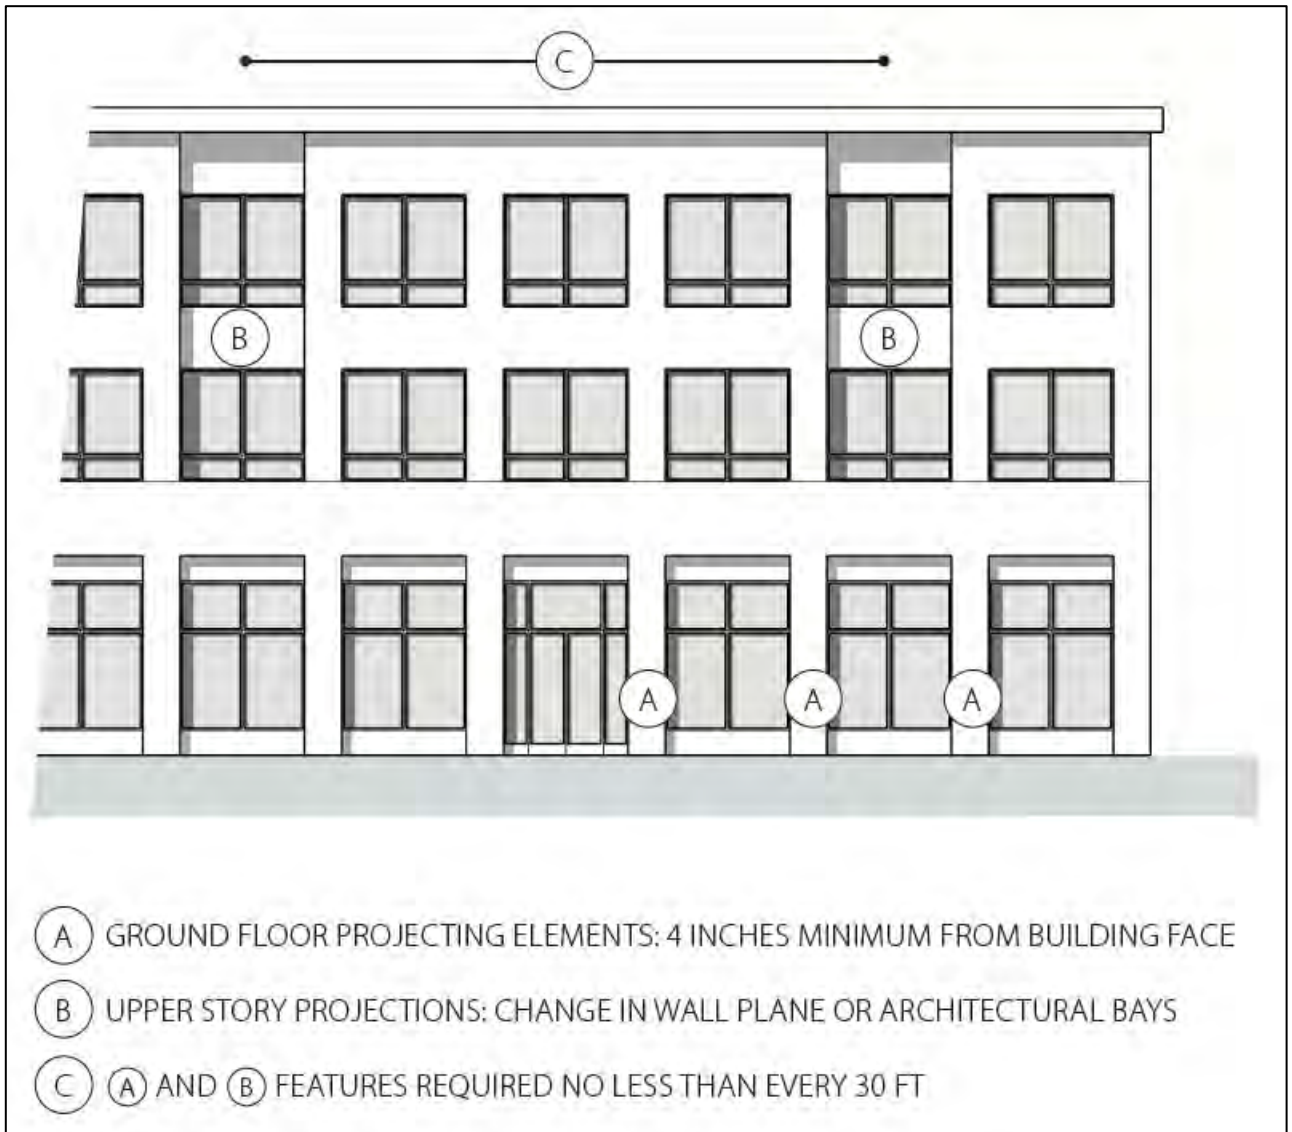 C
B B
A A A
A GROUND FLOOR PROJECTING ELEMENTS: 4 INCHES MINIMUM FROM BUILDING FACE
B UPPER STORY PROJECTIONS: CHANGE IN WALL PLANE OR ARCHITECTURAL BAYS
C A AND B FEATURES REQUIRED NO LESS THAN EVERY 30 FT